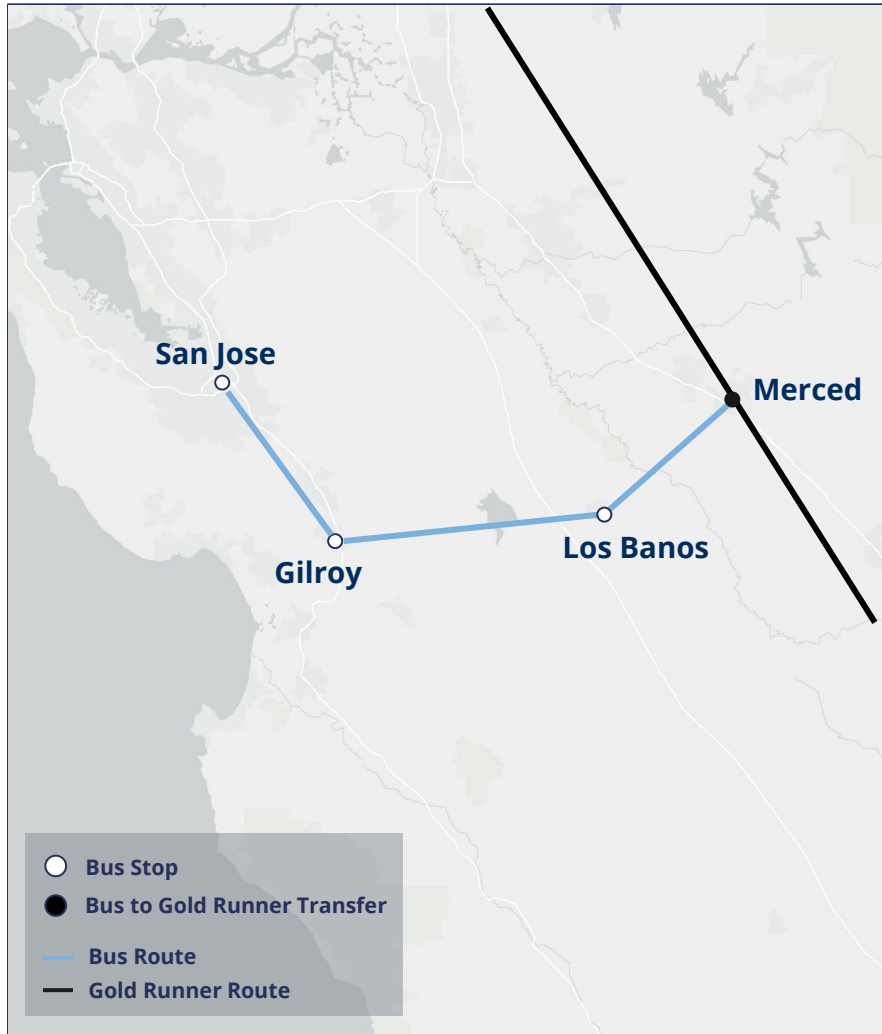 San Jose
Merced
Los Banos
Gilroy
Bus Stop
Bus to Gold Runner Transfer
Bus Route
Gold Runner Route